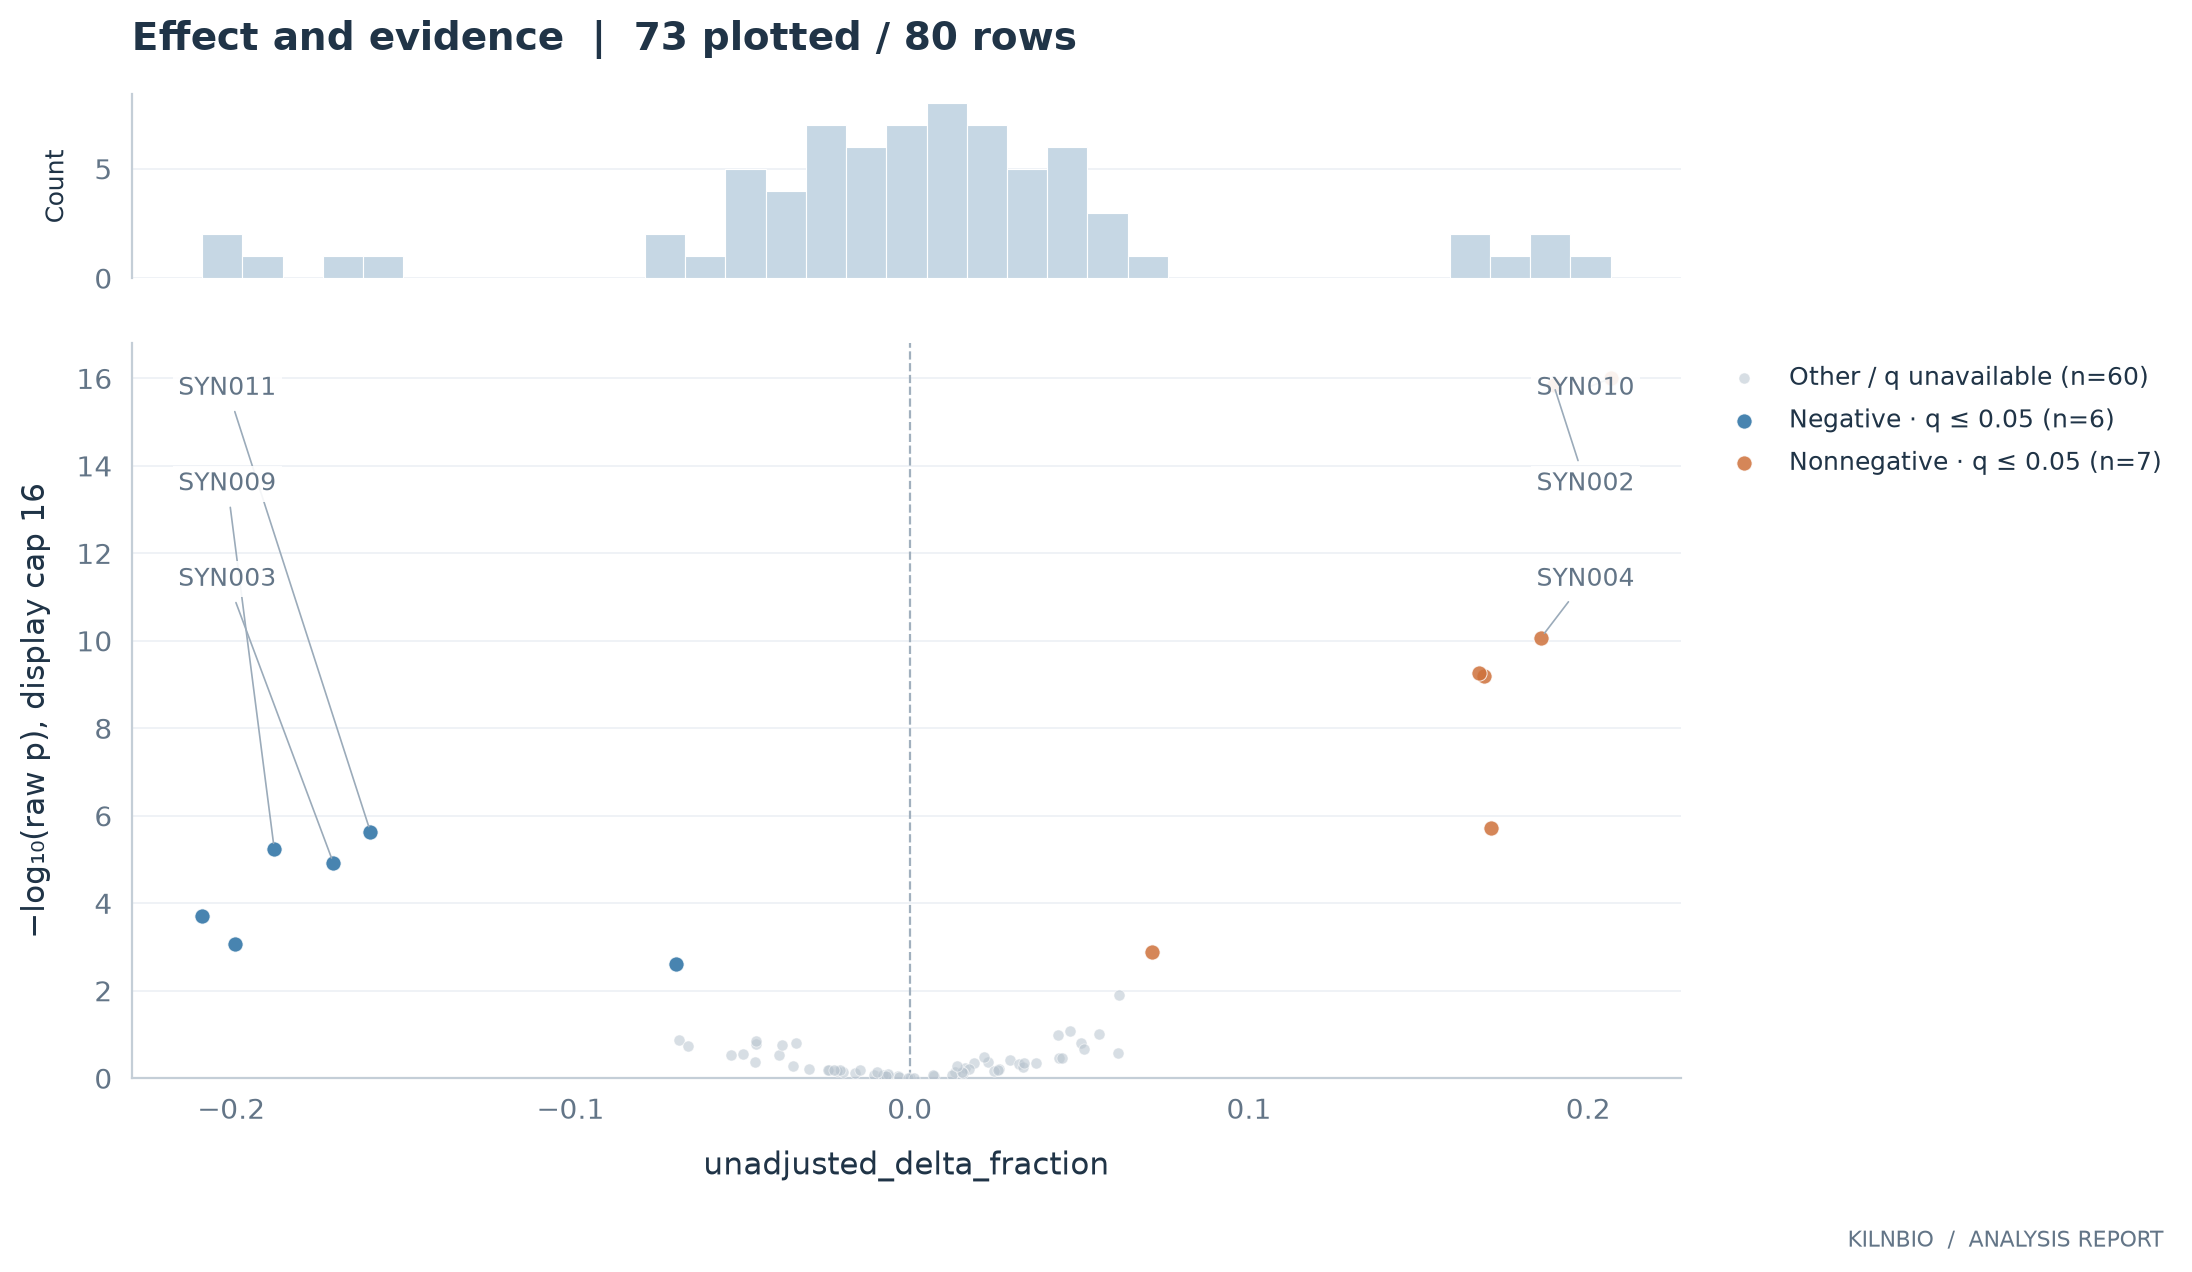 Effect and evidence  |  73 plotted / 80 rows
Count
5
0
−log₁₀(raw p), display cap 16
16
14
12
10
8
6
4
2
0
SYN011
SYN009
SYN003
SYN010
SYN002
SYN004
Other / q unavailable (n=60)
Negative · q ≤ 0.05 (n=6)
Nonnegative · q ≤ 0.05 (n=7)
−0.2
−0.1
0.0
0.1
0.2
unadjusted_delta_fraction
KILNBIO / ANALYSIS REPORT